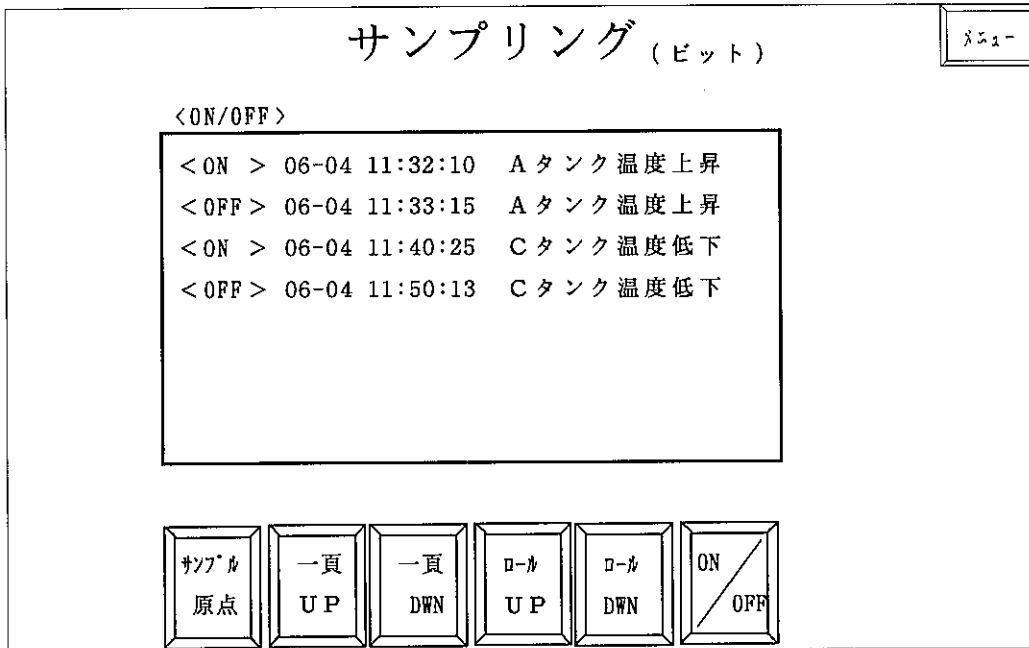 サンプリング(ビット)
メニュー
<ON/OFF>
<ON > 06-04 11:32:10 Aタンク温度上昇
<OFF> 06-04 11:33:15 Aタンク温度上昇
<ON > 06-04 11:40:25 Cタンク温度低下
<OFF> 06-04 11:50:13 Cタンク温度低下
サンプル
原点
一頁
UP
一頁
DWN
ロール
UP
ロール
DWN
ON
OFF